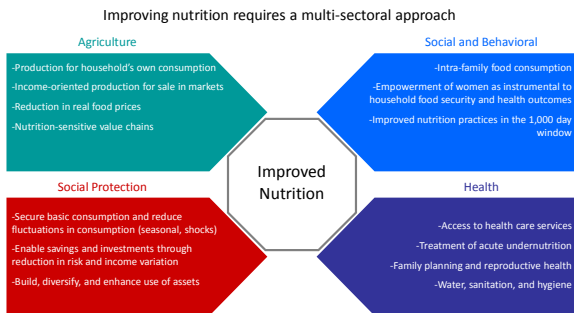 Improving nutrition requires a multi-sectoral approach
Agriculture
-Production for household's own consumption
-Income-oriented production for sale in markets
-Reduction in real food prices
-Nutrition-sensitive value chains
Social and Behavioral
-Intra-family food consumption
-Empowerment of women as instrumental to
household food security and health outcomes
-Improved nutrition practices in the 1,000 day
window
Improved
Nutrition
Social Protection
-Secure basic consumption and reduce
fluctuations in consumption (seasonal, shocks)
-Enable savings and investments through
reduction in risk and income variation
-Build, diversify, and enhance use of assets
Health
-Access to health care services
-Treatment of acute undernutrition
-Family planning and reproductive health
-Water, sanitation, and hygiene